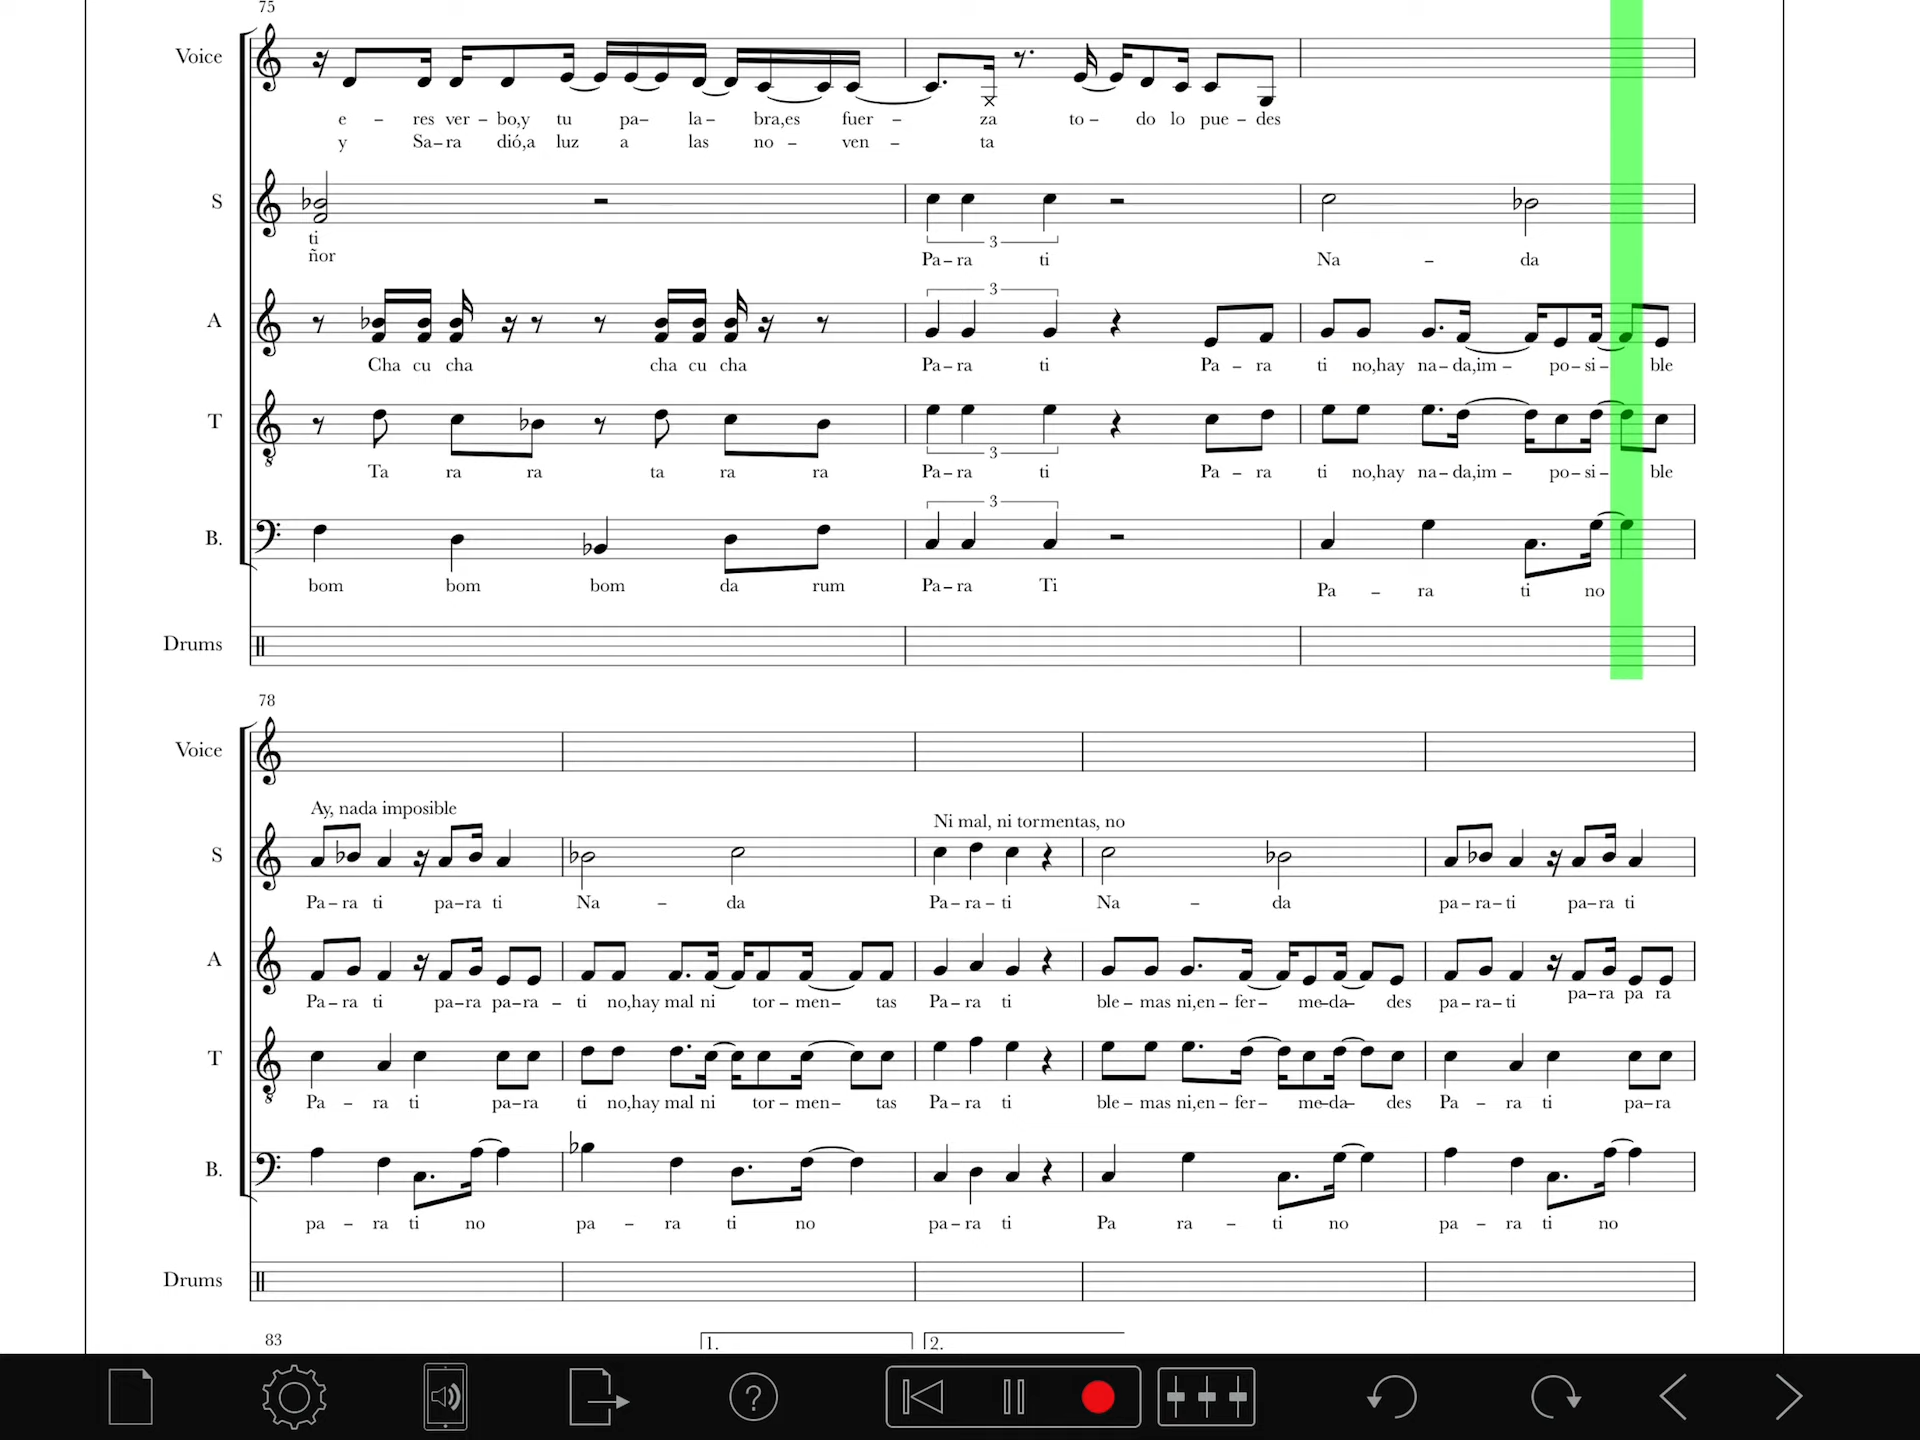 75
Voice
e – res ver – bo,y tu pa– la – bra,es fuer – za to – do lo pue – des
y Sa–ra dió,a luz a las no – ven – ta
S
ti
ñor
3
Pa–ra ti Na – da
3
A
Cha cu cha cha cu cha Pa–ra ti Pa – ra ti no,hay na–da,im – po–si– ble
T
3
Ta ra ra ta ra ra Pa–ra ti Pa – ra ti no,hay na–da,im – po–si– ble
3
B.
bom bom bom da rum Pa–ra Ti Pa – ra ti no
Drums
78
Voice
Ay, nada imposible
Ni mal, ni tormentas, no
S
Pa–ra ti pa–ra ti Na – da Pa–ra–ti Na – da pa–ra–ti pa–ra ti
A
Pa–ra ti pa–ra pa–ra – ti no,hay mal ni tor–men– tas Pa–ra ti ble–mas ni,en–fer– me–da– des pa–ra–ti pa–ra pa ra
T
Pa – ra ti pa–ra ti no,hay mal ni tor–men– tas Pa–ra ti ble–mas ni,en–fer– me–da– des Pa – ra ti pa–ra
B.
pa – ra ti no pa – ra ti no pa–ra ti Pa ra – ti no pa – ra ti no
Drums
83
1.
2.
?